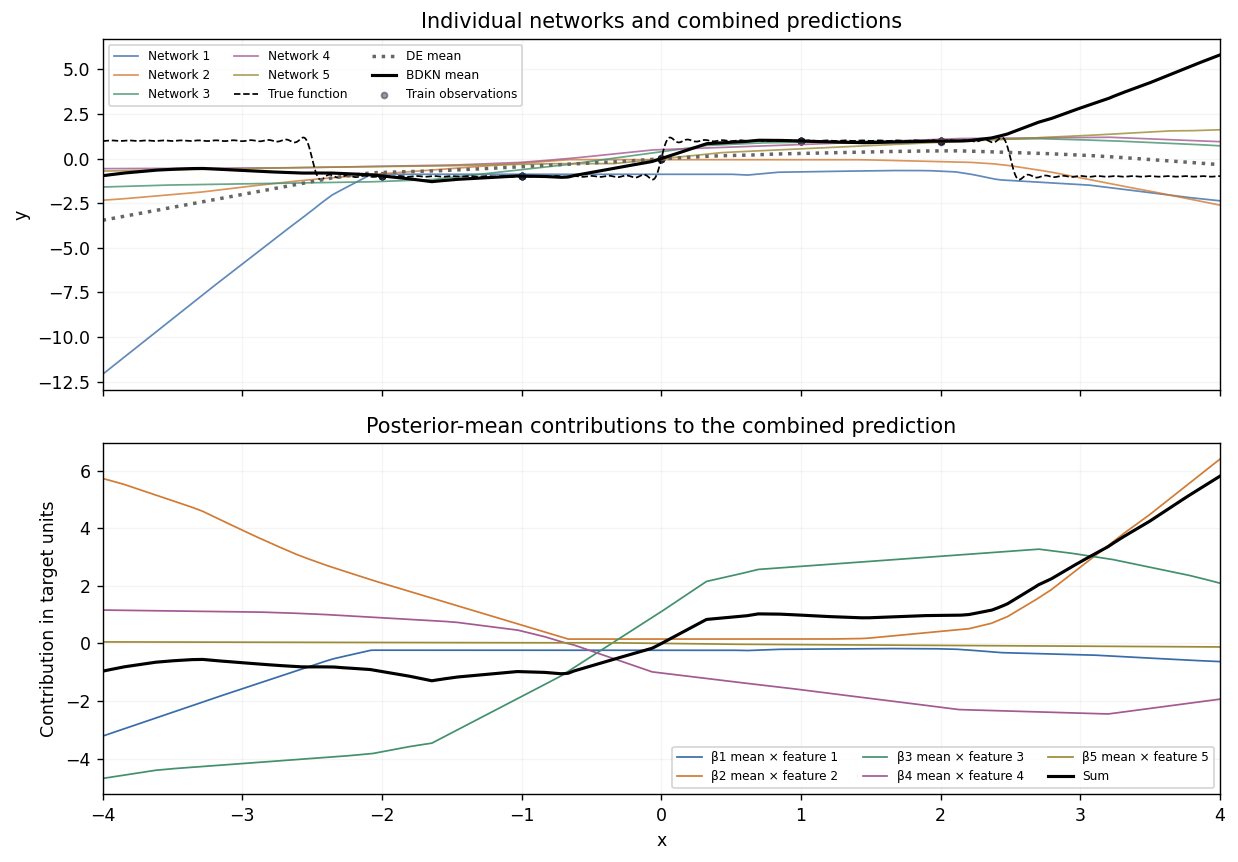 Individual networks and combined predictions
Network 1 Network 4 DE mean
Network 2 Network 5 BDKN mean
Network 3 True function Train observations
5.0
2.5
0.0
−2.5
−5.0
−7.5
−10.0
−12.5
y
Posterior-mean contributions to the combined prediction
6
4
2
0
−2
−4
Contribution in target units
β1 mean × feature 1 β3 mean × feature 3 β5 mean × feature 5
β2 mean × feature 2 β4 mean × feature 4 Sum
−4 −3 −2 −1 0 1 2 3 4
x